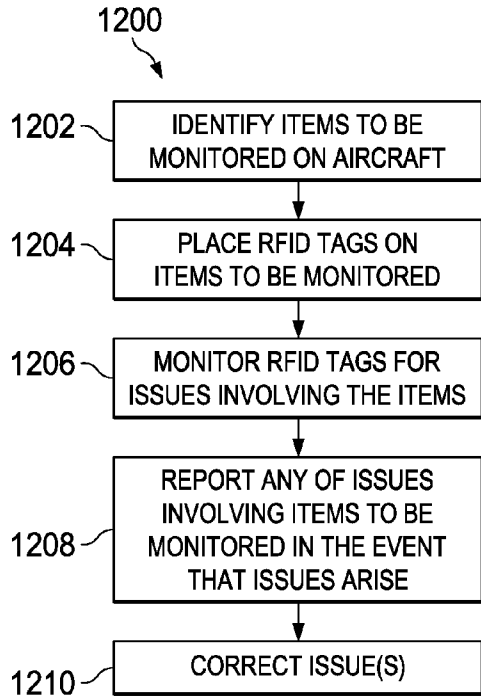 1200
1202
IDENTIFY ITEMS TO BE
MONITORED ON AIRCRAFT
1204
PLACE RFID TAGS ON
ITEMS TO BE MONITORED
1206
MONITOR RFID TAGS FOR
ISSUES INVOLVING THE ITEMS
1208
REPORT ANY OF ISSUES
INVOLVING ITEMS TO BE
MONITORED IN THE EVENT
THAT ISSUES ARISE
1210
CORRECT ISSUE(S)